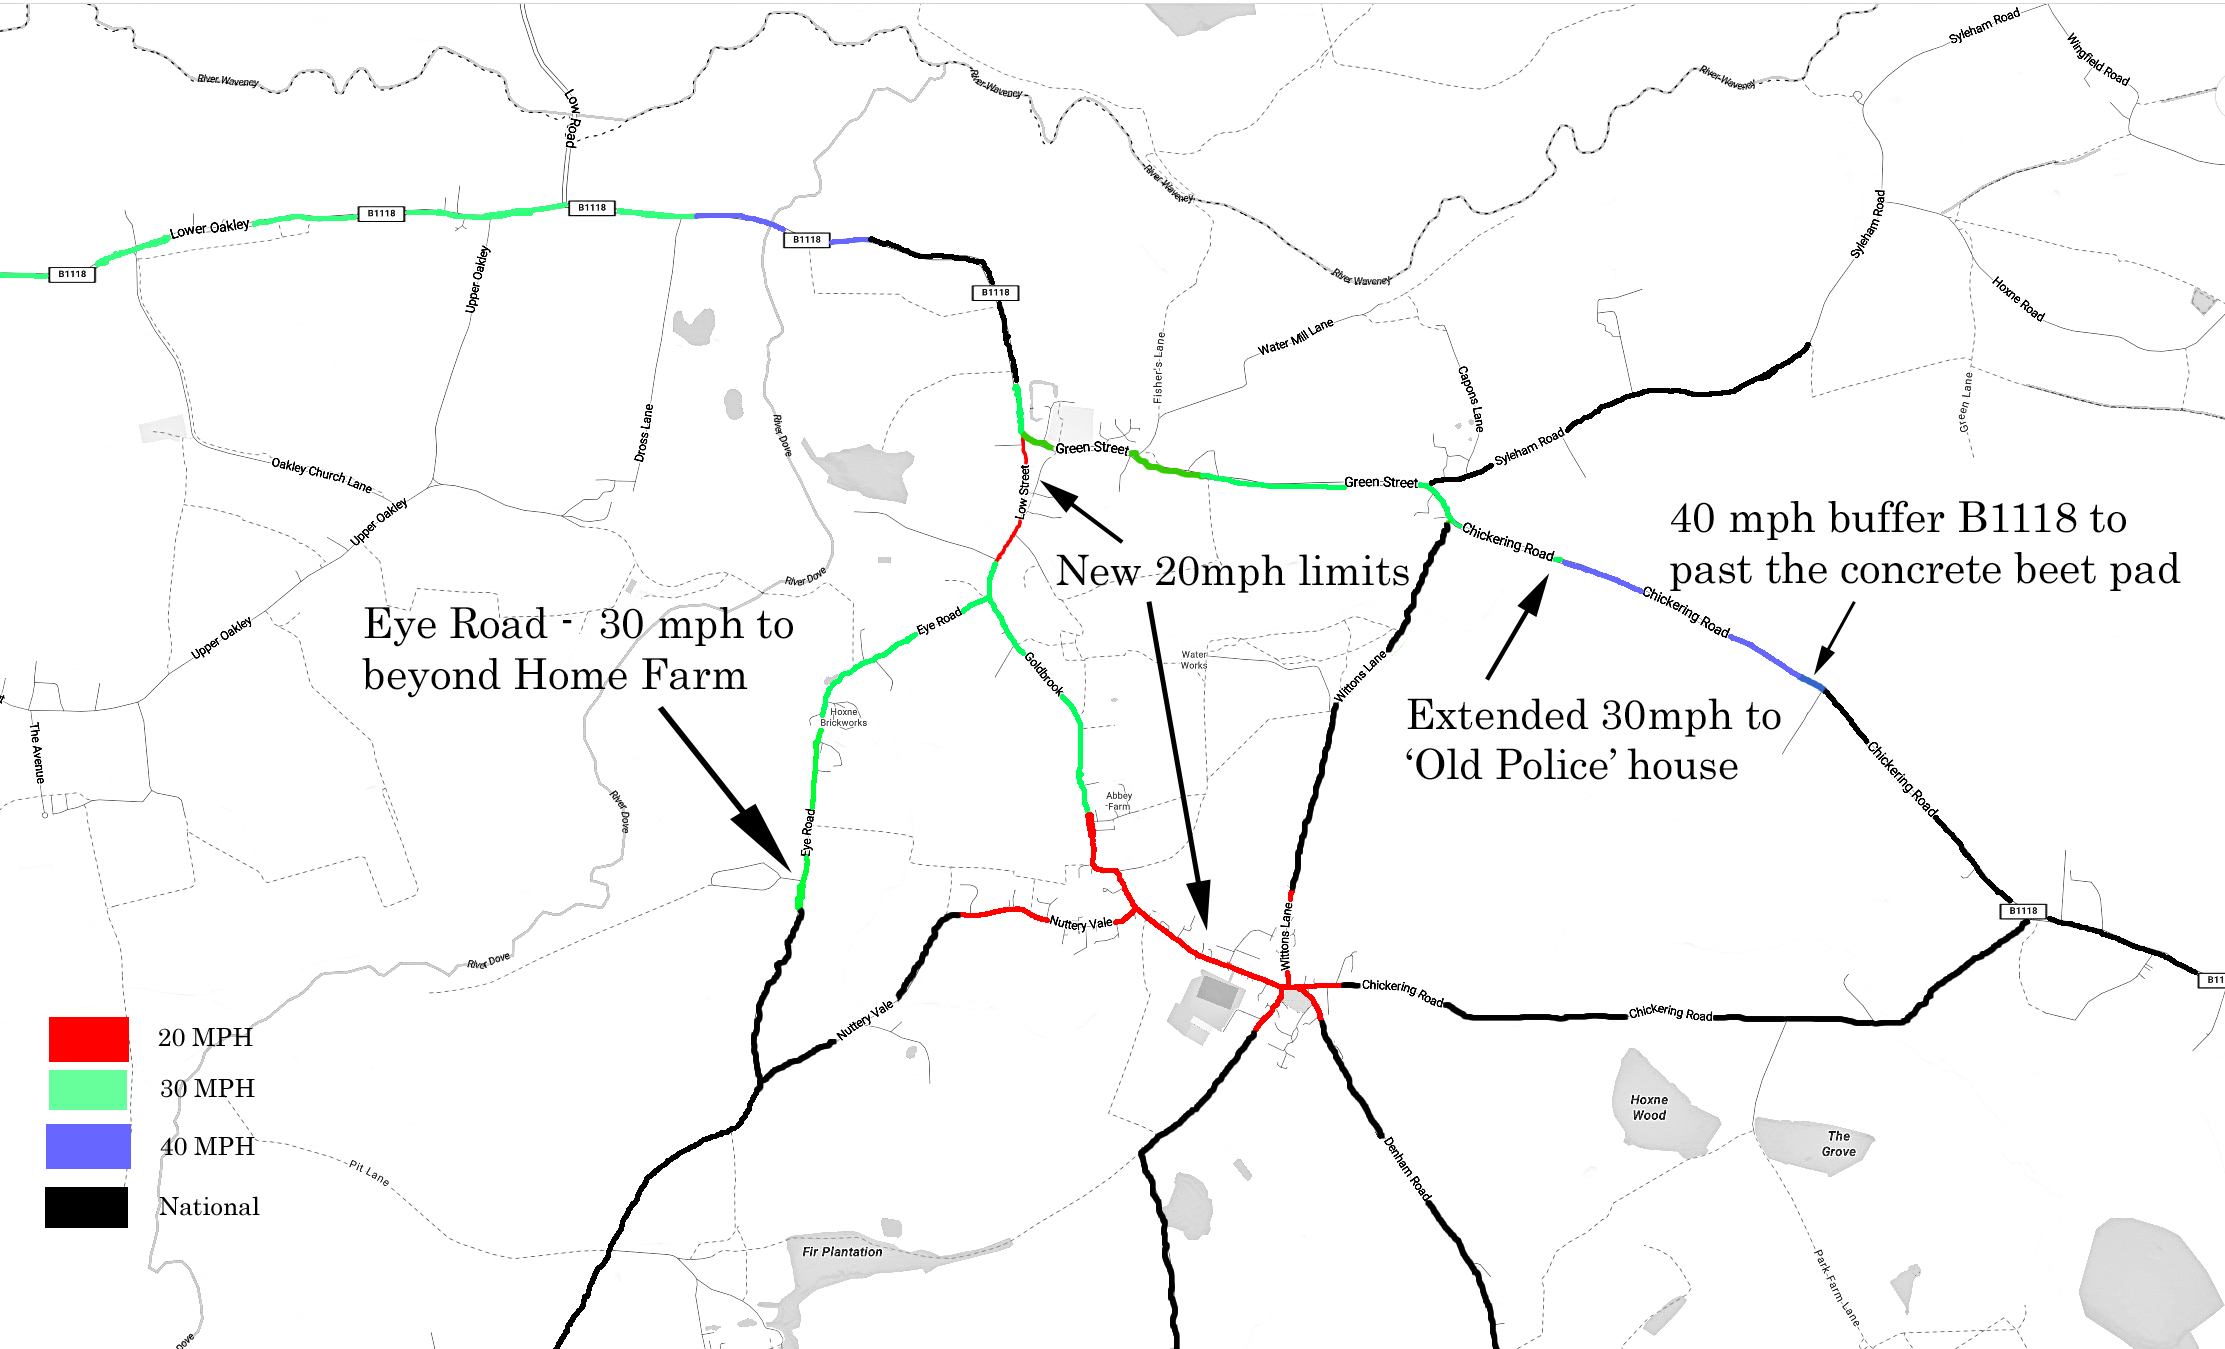 Syleham Road
Wingfield Road
River Waveney
River Waveney
River Waveney
Low Road
River Waveney
Syleham Road
B1118
B1118
Lower Oakley
B1118
B1118
Upper Oakley
River Waveney
Hoxne Road
B1118
Water Mill Lane
Fisher's Lane
Capons Lane
Green Lane
Dross Lane
River Dove
Green Street
Syleham Road
Oakley Church Lane
Low Street
Green Street
Upper Oakley
Chickering Road
40 mph buffer B1118 to
past the concrete beet pad
New 20mph limits
River Dove
Chickering Road
Eye Road - 30 mph to
beyond Home Farm
Eye Road
Upper Oakley
Goldbrook
Water
Works
Wittons Lane
Extended 30mph to
‘Old Police’ house
Hoxne
Brickworks
The Avenue
Chickering Road
River Dove
Abbey
Farm
Eye Road
Nuttery Vale
Wittons Lane
B1118
River Dove
B11
Chickering Road
Chickering Road
Nuttery Vale
20 MPH
30 MPH
40 MPH
National
Hoxne
Wood
The
Grove
Denham Road
Pit Lane
Fir Plantation
Park Farm Lane
Dove